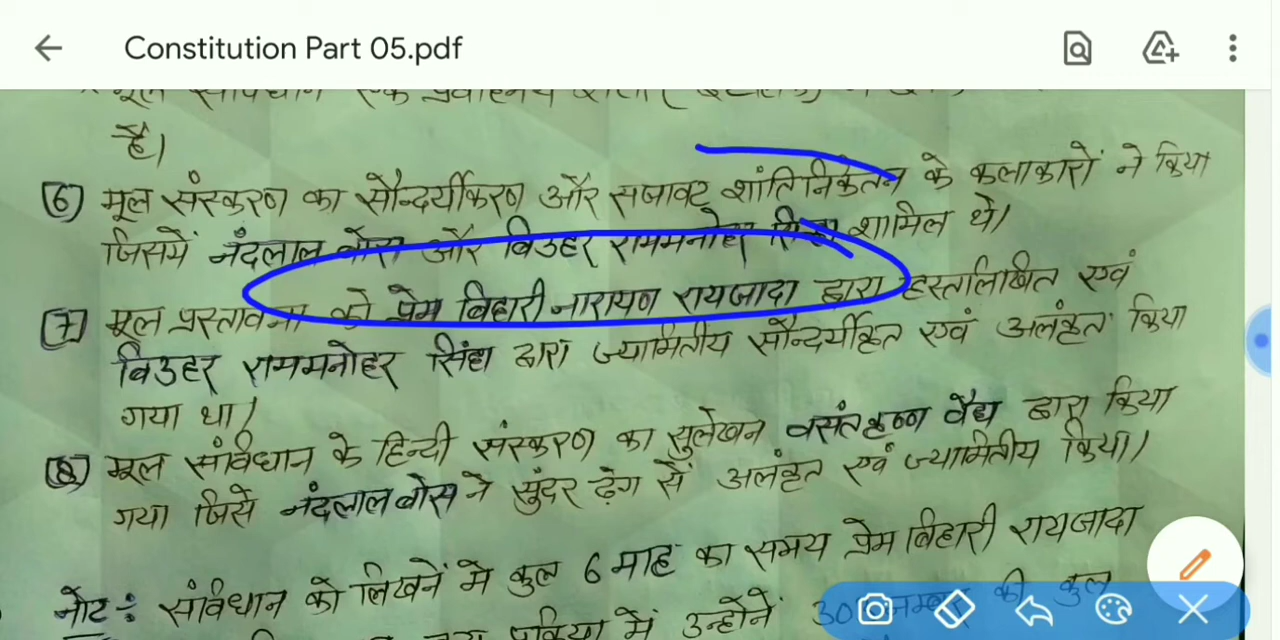 Constitution Part 05.pdf
है।
(6) मूल संस्करण का सौन्दर्यीकरण और सजावट शांतिनिकेतन के कलाकारों ने किया
जिसमें नंदलाल बोस और बिउहर राममनोहर सिन्हा शामिल थे।
(7) मूल प्रस्तावना को प्रेम बिहारी नारायण रायजादा द्वारा हस्तलिखित एवं
बिउहर राममनोहर सिंहा द्वारा ज्यामितीय सौन्दर्यीकृत एवं अलंकृत किया
गया था।
(8) मूल संविधान के हिन्दी संस्करण का सुलेखन वसंत कृष्ण वैद्य द्वारा किया
गया जिसे नंदलाल बोस ने सुंदर ढ़ंग से अलंकृत एवं ज्यामितीय किया।
नोट ÷ संविधान को लिखनें मे कुल 6 माह का समय प्रेम बिहारी रायजादा
में उन्होंनें 30 की कुल